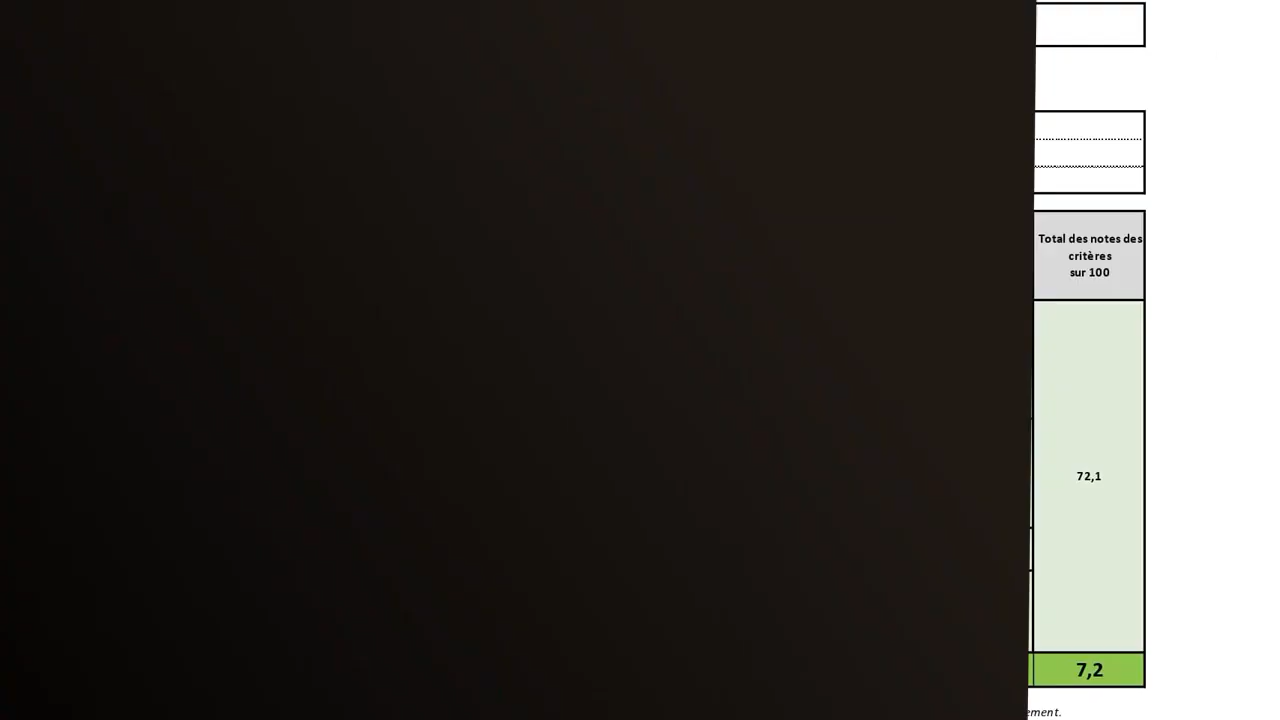 Total des notes des
critères
sur 100
72,1
7,2